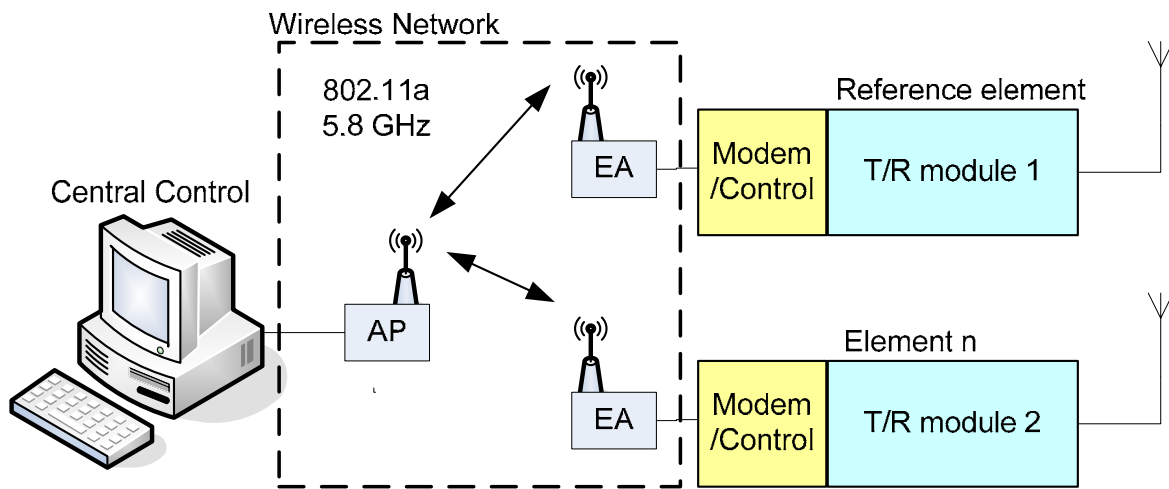 Wireless Network
802.11a
5.8 GHz
Central Control
AP
EA
EA
Reference element
Modem
/Control
T/R module 1
Element n
Modem
/Control
T/R module 2